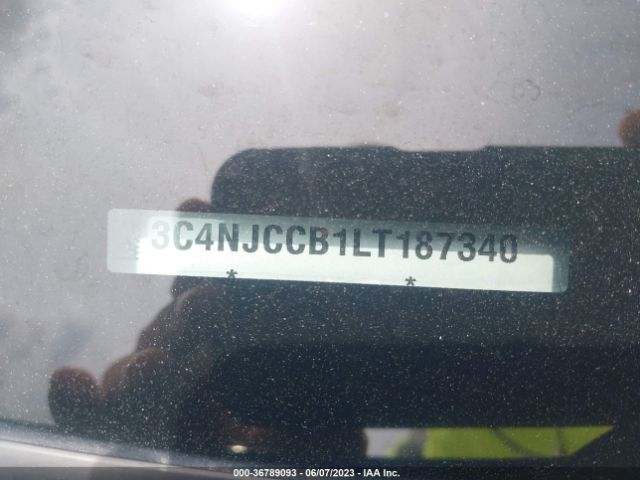 3C4NJCCB1LT187340
* *
000-36789093 - 06/07/2023 - IAA Inc.